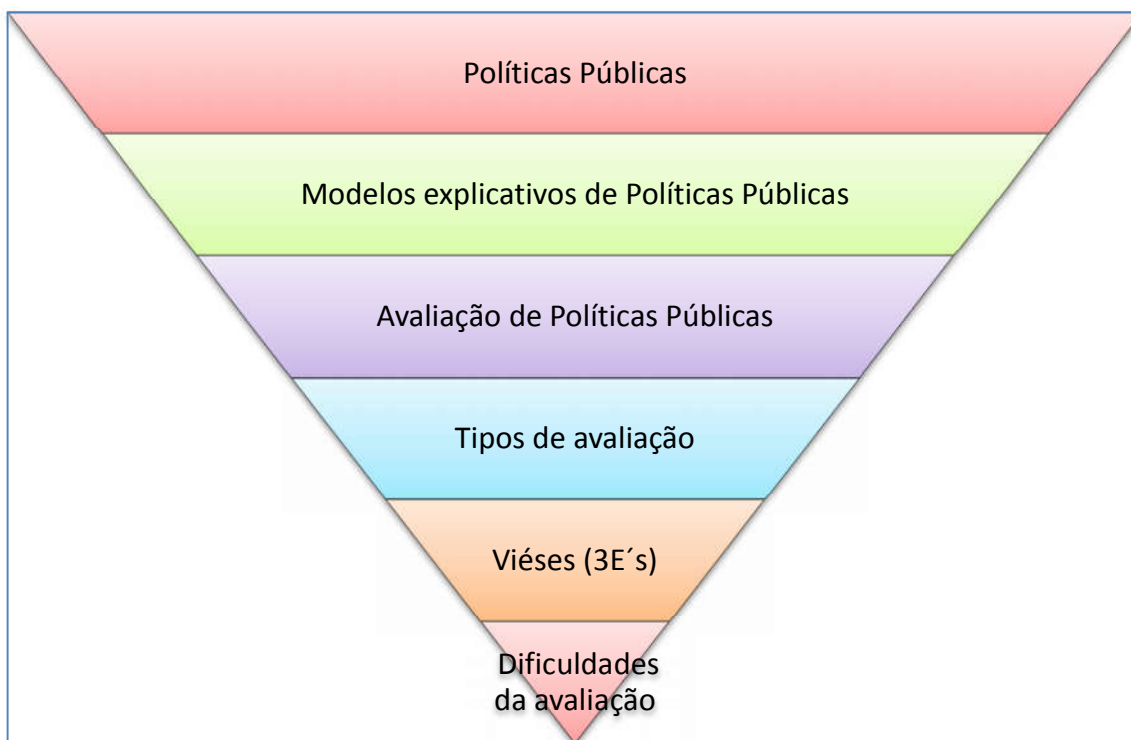 Políticas Públicas
Modelos explicativos de Políticas Públicas
Avaliação de Políticas Públicas
Tipos de avaliação
Viéses (3E´s)
Dificuldades
da avaliação